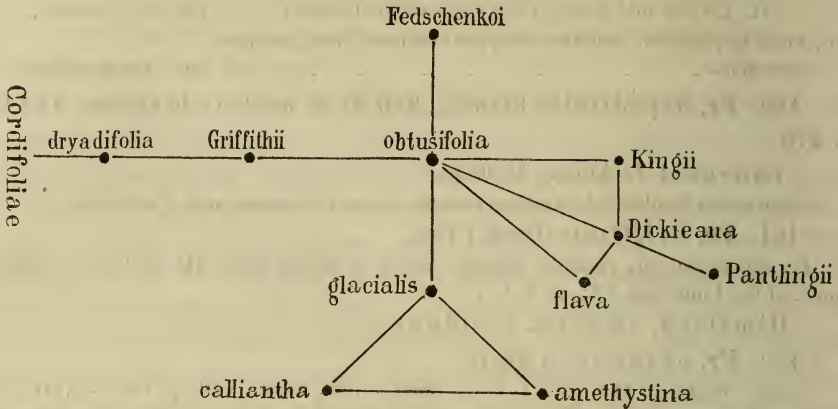 Fedschenkoi
Cordifoliae
dryadifolia Griffithii obtusifolia Kingii
Dickieana
Pantlingii
glacialis flava
calliantha amethystina